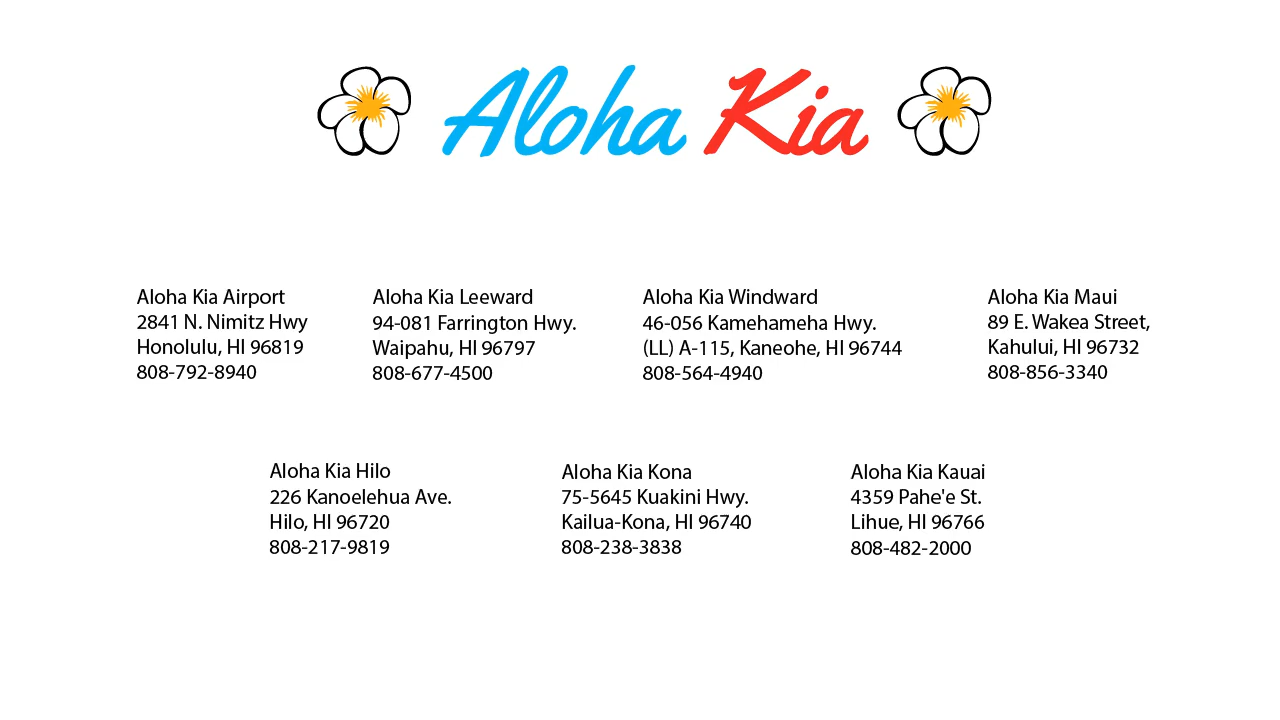 Aloha Kia
Aloha Kia Airport
2841 N. Nimitz Hwy
Honolulu, HI 96819
808-792-8940
Aloha Kia Leeward
94-081 Farrington Hwy.
Waipahu, HI 96797
808-677-4500
Aloha Kia Windward
46-056 Kamehameha Hwy.
(LL) A-115, Kaneohe, HI 96744
808-564-4940
Aloha Kia Maui
89 E. Wakea Street,
Kahului, HI 96732
808-856-3340
Aloha Kia Hilo
226 Kanoelehua Ave.
Hilo, HI 96720
808-217-9819
Aloha Kia Kona
75-5645 Kuakini Hwy.
Kailua-Kona, HI 96740
808-238-3838
Aloha Kia Kauai
4359 Pahe'e St.
Lihue, HI 96766
808-482-2000